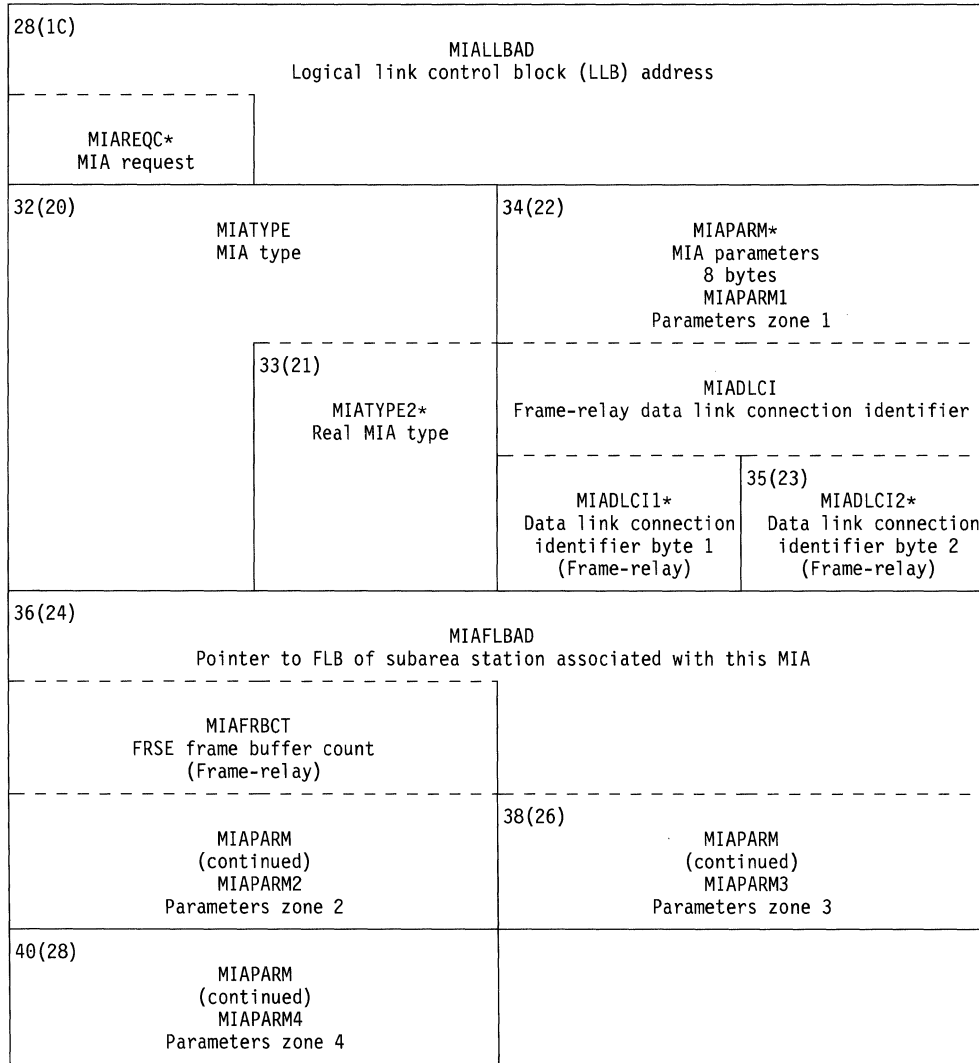 28(1C)
MIALLBAD
Logical link control block (LLB) address
MIAREQC*
MIA request
32(20)
MIATYPE
MIA type
34(22)
MIAPARM*
MIA parameters
8 bytes
MIAPARM1
Parameters zone 1
33(21)
MIATYPE2*
Real MIA type
MIADLCI
Frame-relay data link connection identifier
MIADLCI1*
Data link connection
identifier byte 1
(Frame-relay)
35(23)
MIADLCI2*
Data link connection
identifier byte 2
(Frame-relay)
36(24)
MIAFLBAD
Pointer to FLB of subarea station associated with this MIA
MIAFRBCT
FRSE frame buffer count
(Frame-relay)
MIAPARM
(continued)
MIAPARM2
Parameters zone 2
38(26)
MIAPARM
(continued)
MIAPARM3
Parameters zone 3
40(28)
MIAPARM
(continued)
MIAPARM4
Parameters zone 4